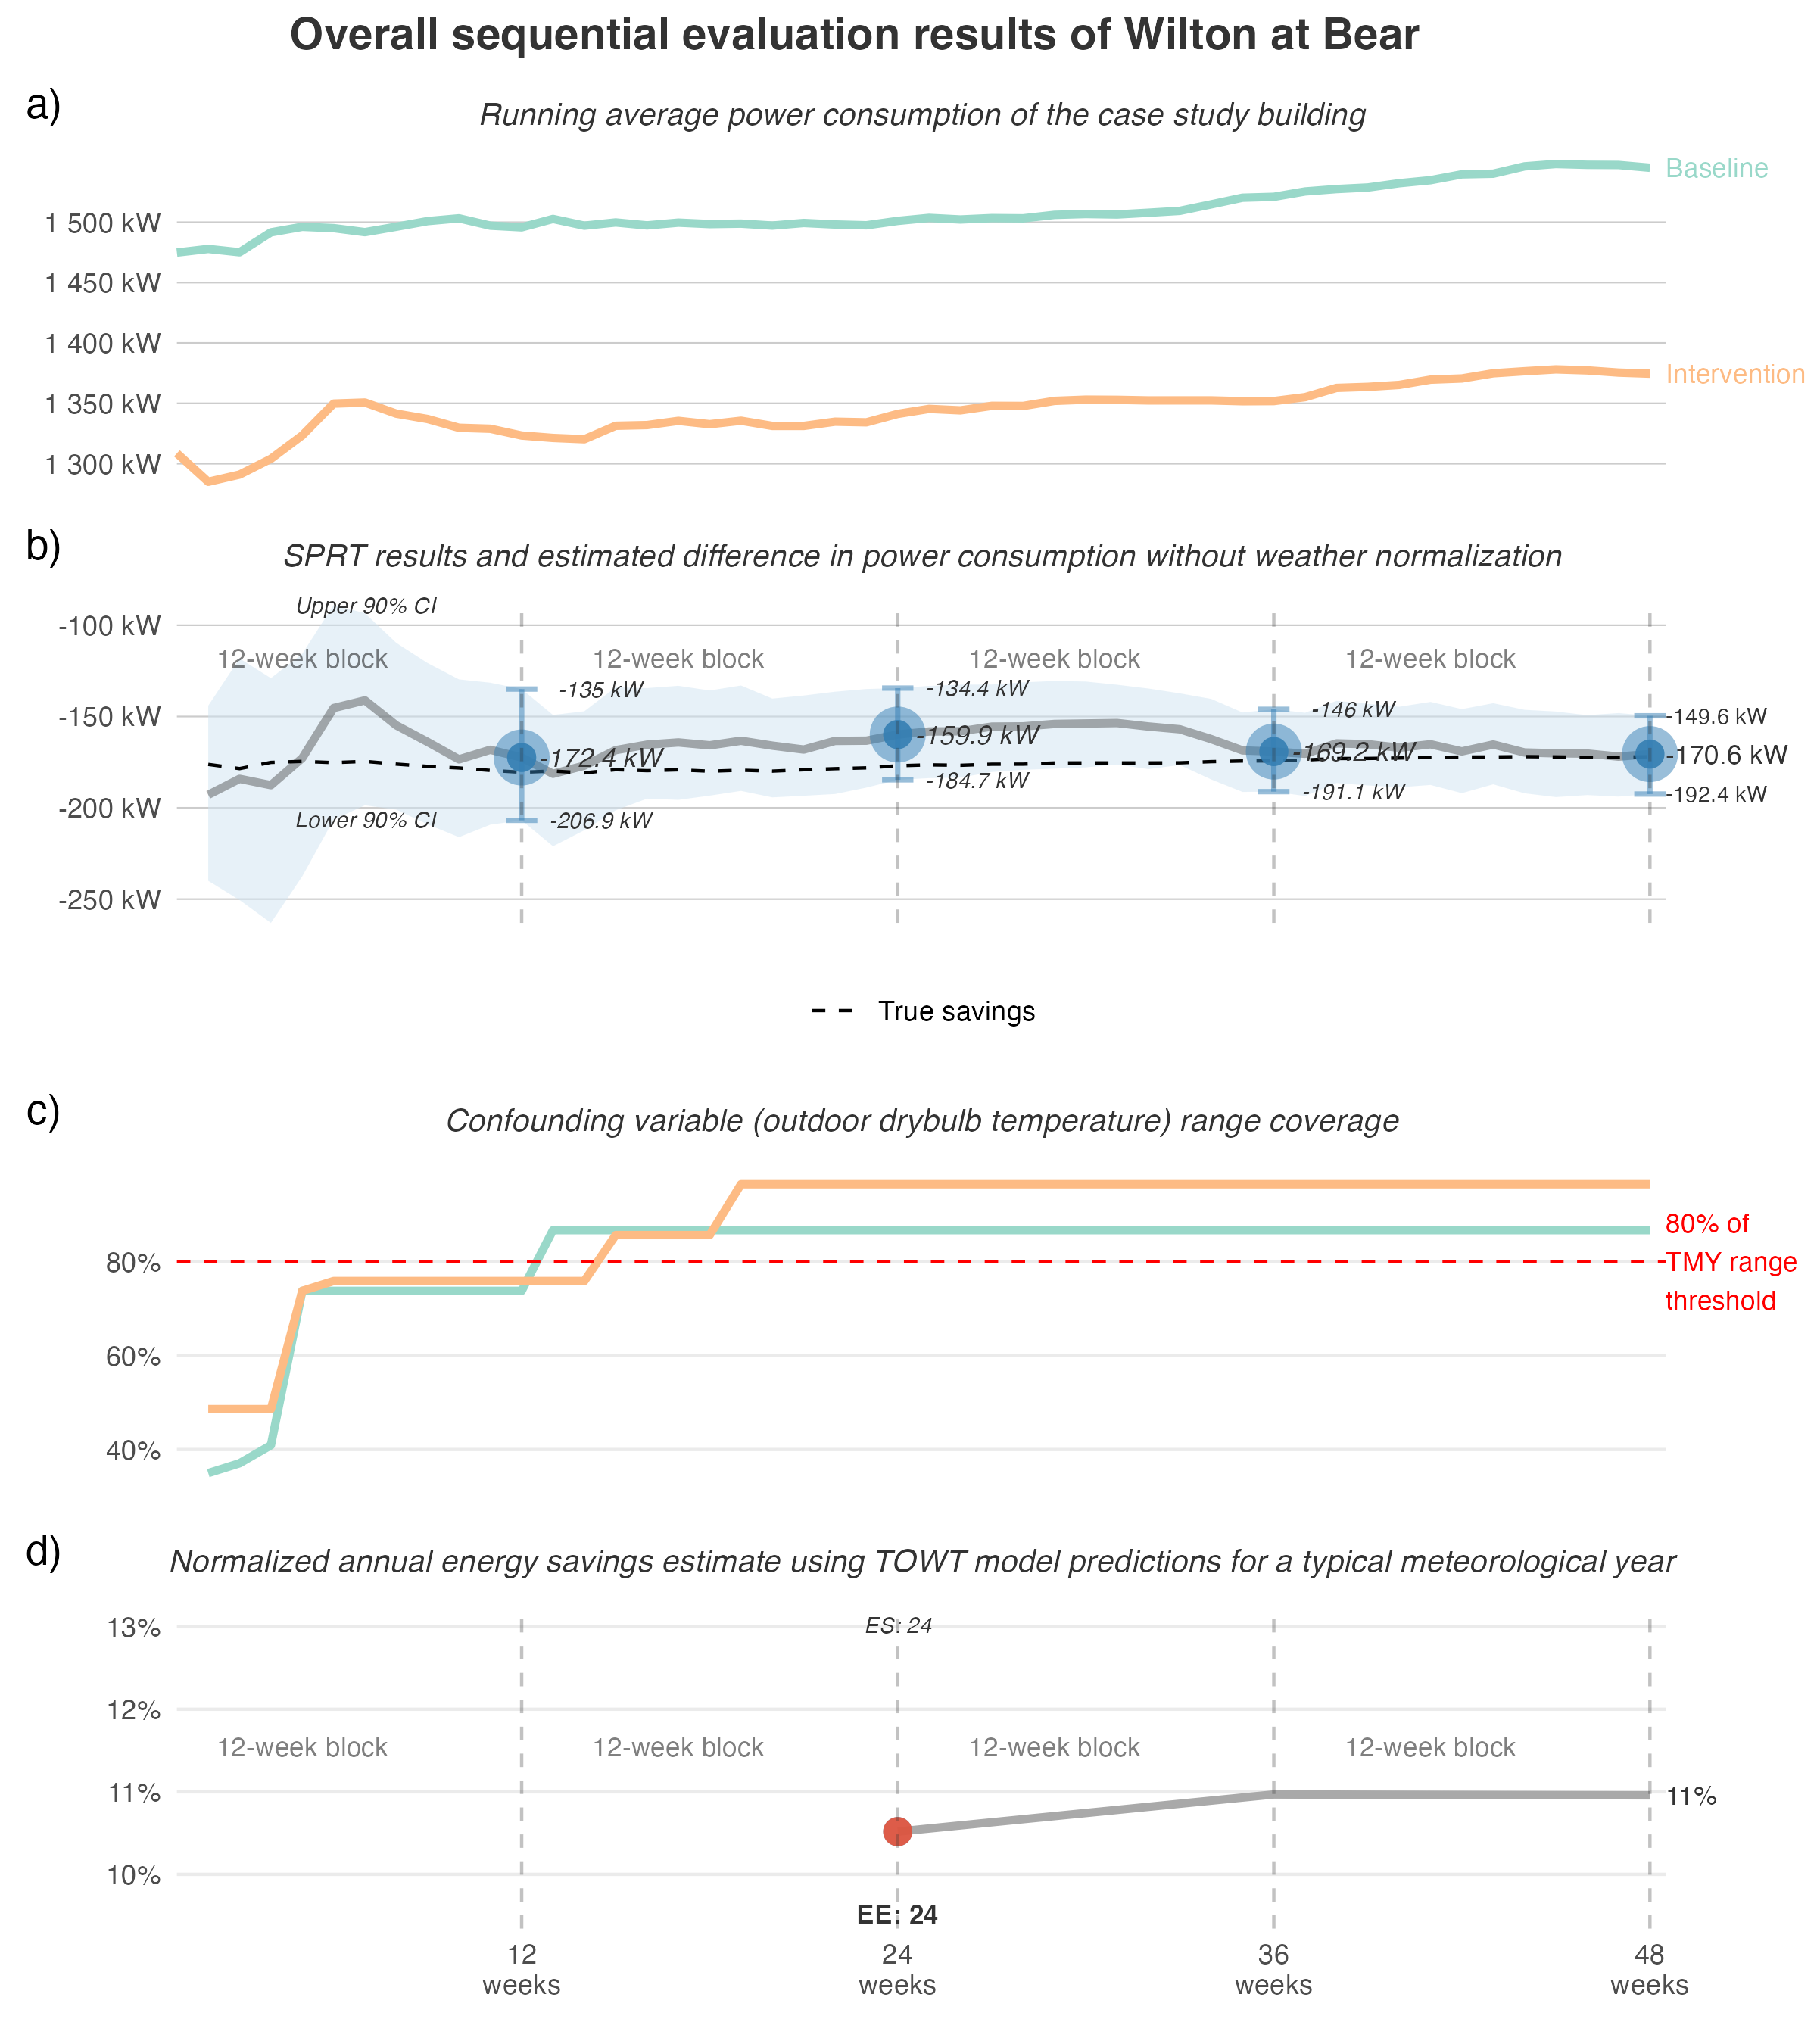 Overall sequential evaluation results of Wilton at Bear
a)
Running average power consumption of the case study building
Baseline
1 500 kW
1 450 kW
1 400 kW
Intervention
1 350 kW
1 300 kW
b)
SPRT results and estimated difference in power consumption without weather normalization
Upper 90% CI
-100 kW
12-week block
12-week block
12-week block
12-week block
-135 kW
-134.4 kW
-146 kW
-149.6 kW
-150 kW
-172.4 kW
-159.9 kW
-169.2 kW
-170.6 kW
-184.7 kW
-191.1 kW
-192.4 kW
-200 kW
Lower 90% CI
-206.9 kW
-250 kW
True savings
c)
Confounding variable (outdoor drybulb temperature) range coverage
80% of
TMY range
threshold
80%
60%
40%
d)
Normalized annual energy savings estimate using TOWT model predictions for a typical meteorological year
13%
ES: 24
12%
12-week block
12-week block
12-week block
12-week block
11%
11%
10%
EE: 24
12
weeks
24
weeks
36
weeks
48
weeks